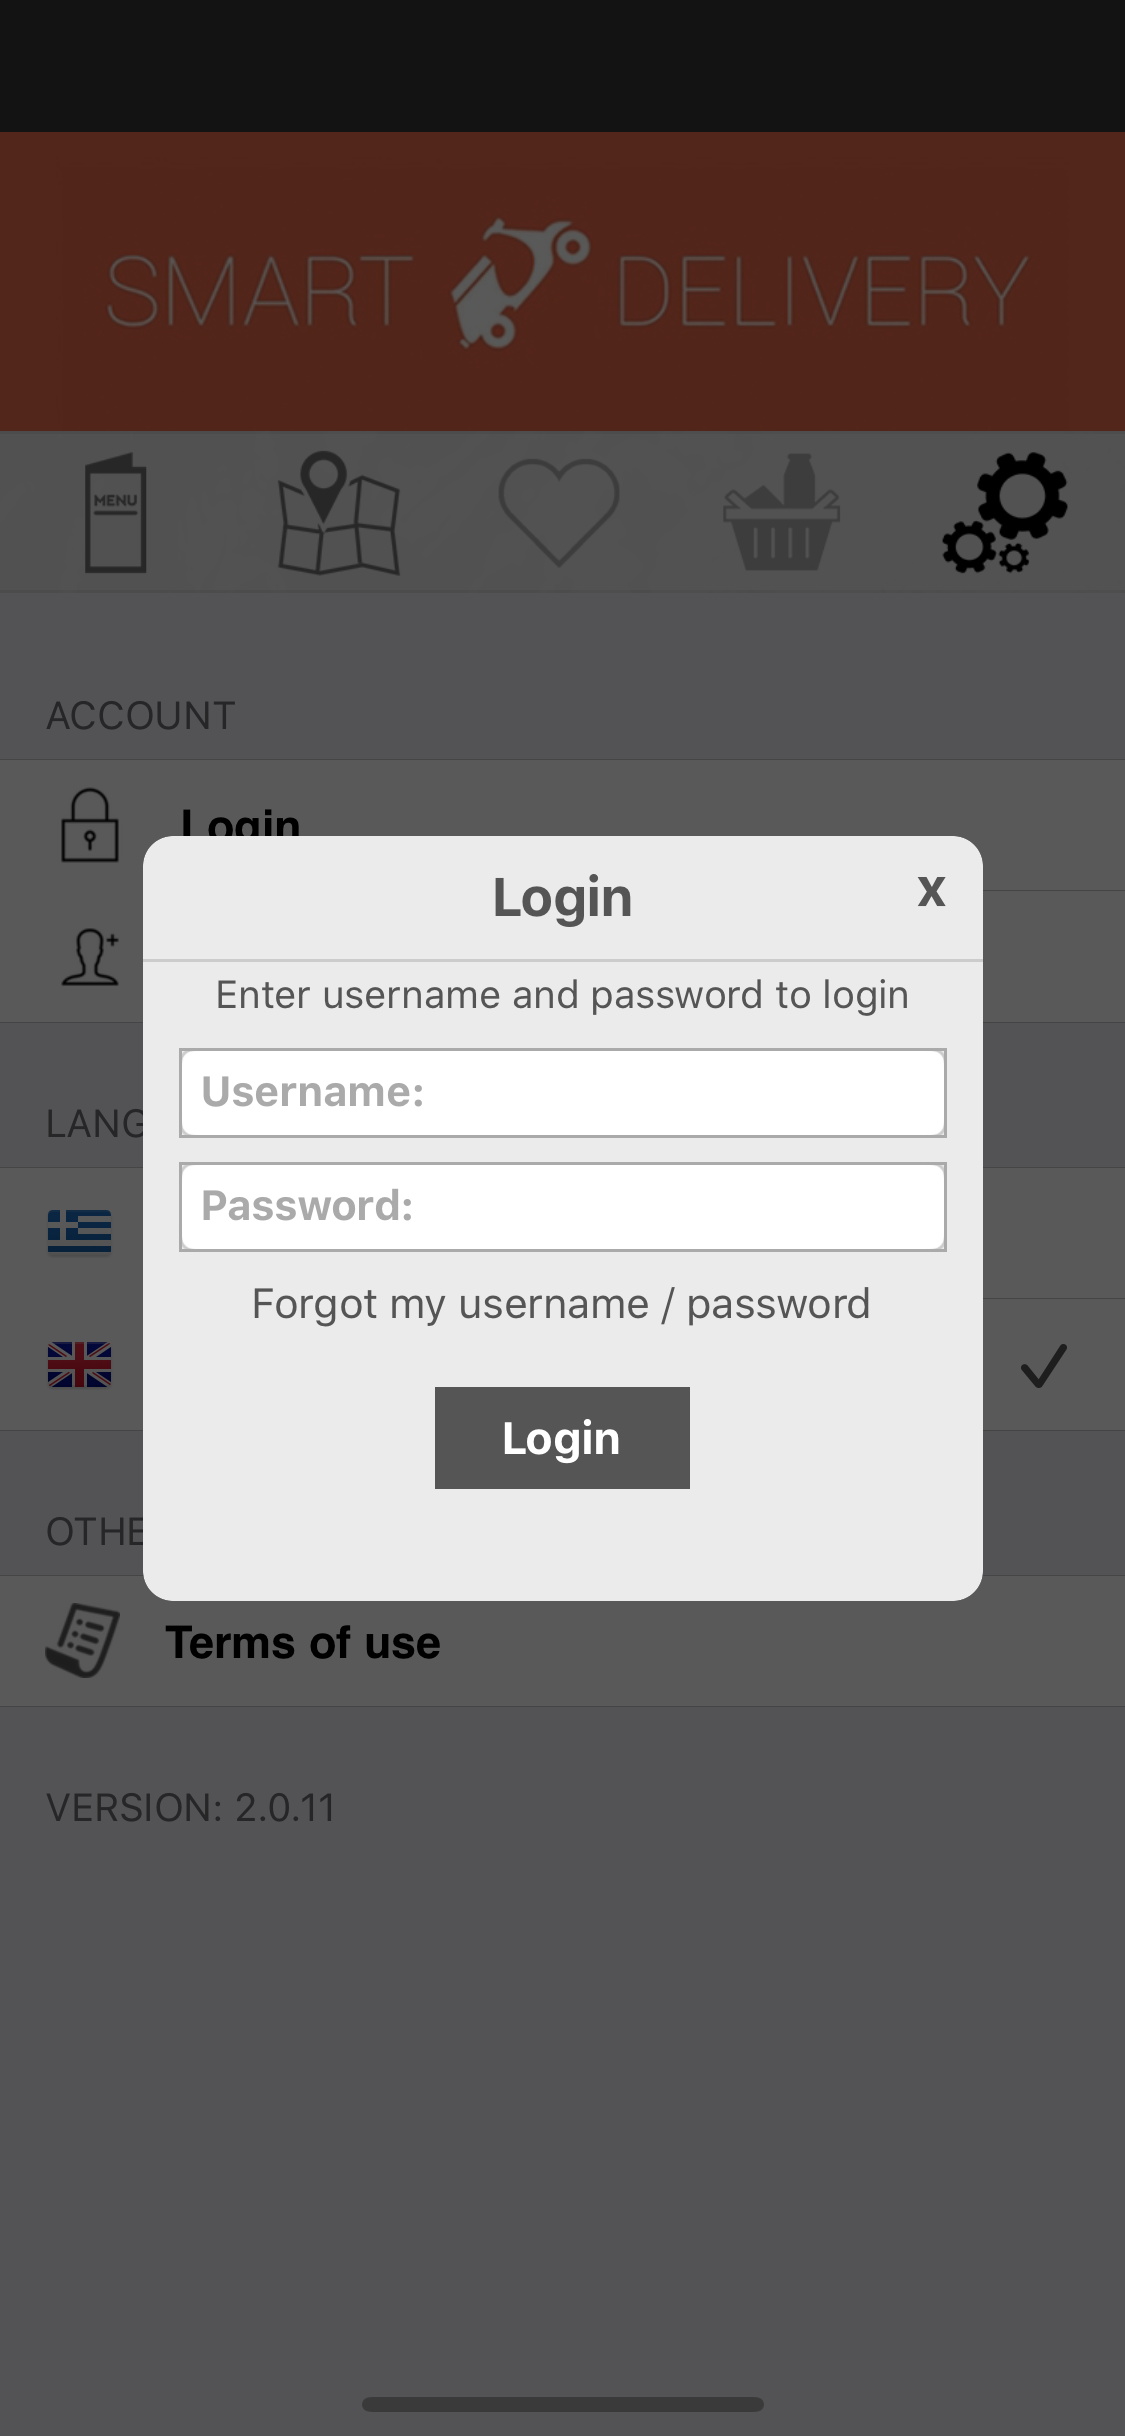 SMART DELIVERY
MENU
ACCOUNT
Login
Login
X
Enter username and password to login
Username:
Password:
Forgot my username / password
Login
LANG
OTHE
Terms of use
VERSION: 2.0.11